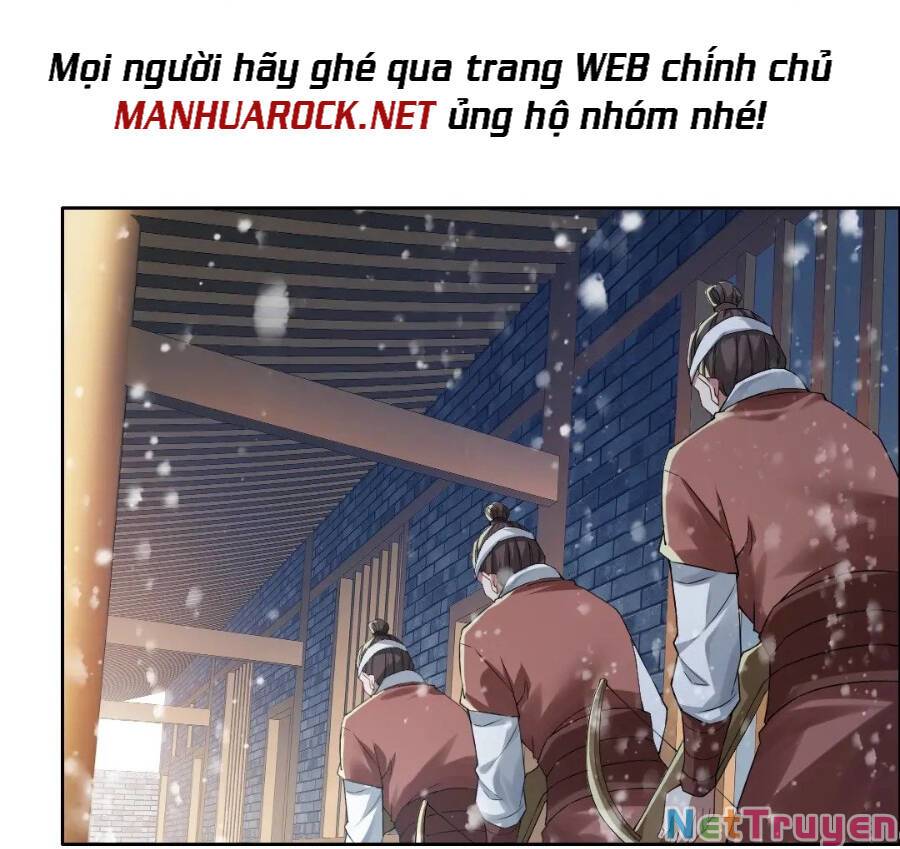 Mọi người hãy ghé qua trang WEB chính chủ
MANHUAROCK.NET ủng hộ nhóm nhé!
NetTruyen